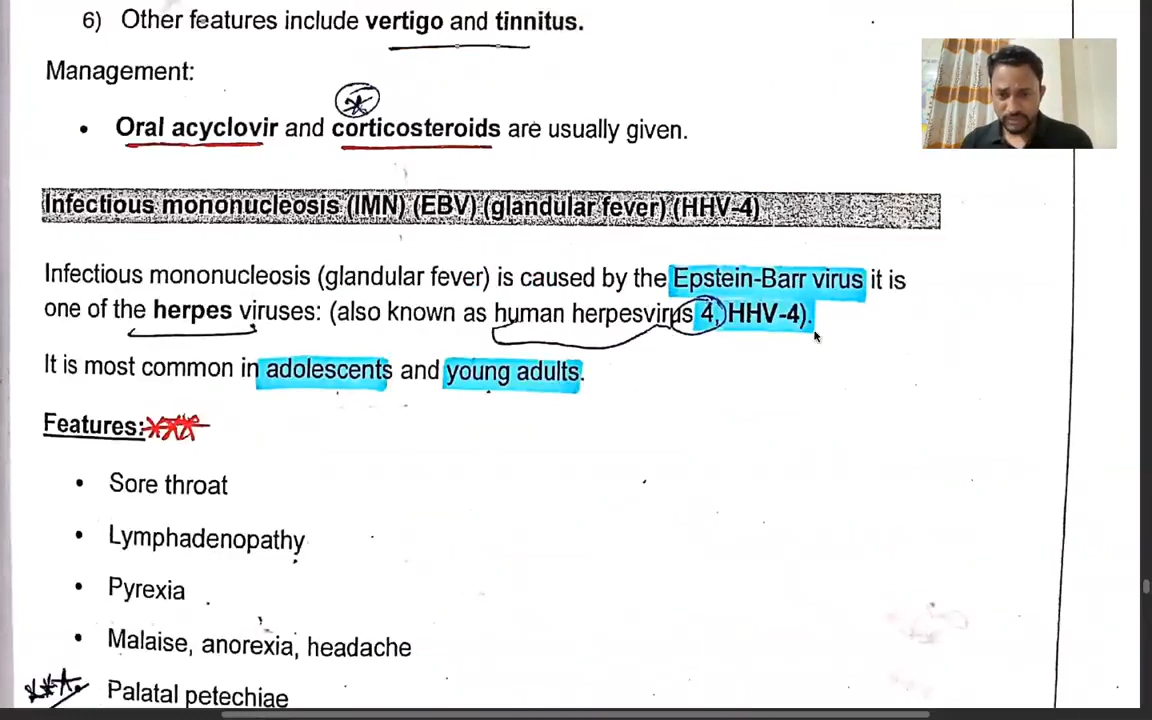 6) Other features include vertigo and tinnitus.
Management:
• Oral acyclovir and corticosteroids are usually given.
Infectious mononucleosis (IMN) (EBV) (glandular fever) (HHV-4)
Infectious mononucleosis (glandular fever) is caused by the Epstein-Barr virus it is
one of the herpes viruses: (also known as human herpesvirus 4, HHV-4).
It is most common in adolescents and young adults.
Features:
• Sore throat
• Lymphadenopathy
• Pyrexia
• Malaise, anorexia, headache
Palatal petechiae